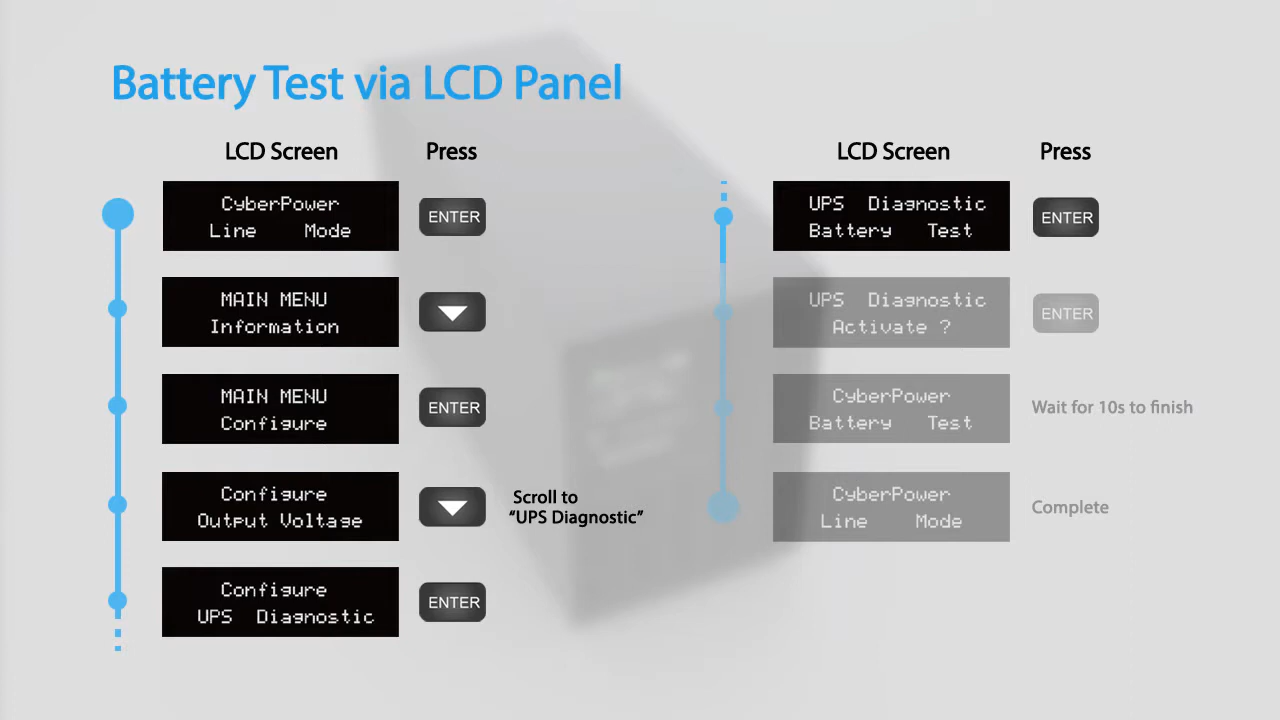 Battery Test via LCD Panel
LCD Screen Press
CyberPower
Line Mode
ENTER
MAIN MENU
Information
MAIN MENU
Configure
ENTER
Configure
Output Voltage
Scroll to
“UPS Diagnostic”
Configure
UPS Diagnostic
ENTER
LCD Screen Press
UPS Diagnostic
Battery Test
ENTER
UPS Diagnostic
Activate ?
ENTER
CyberPower
Battery Test
Wait for 10s to finish
CyberPower
Line Mode
Complete